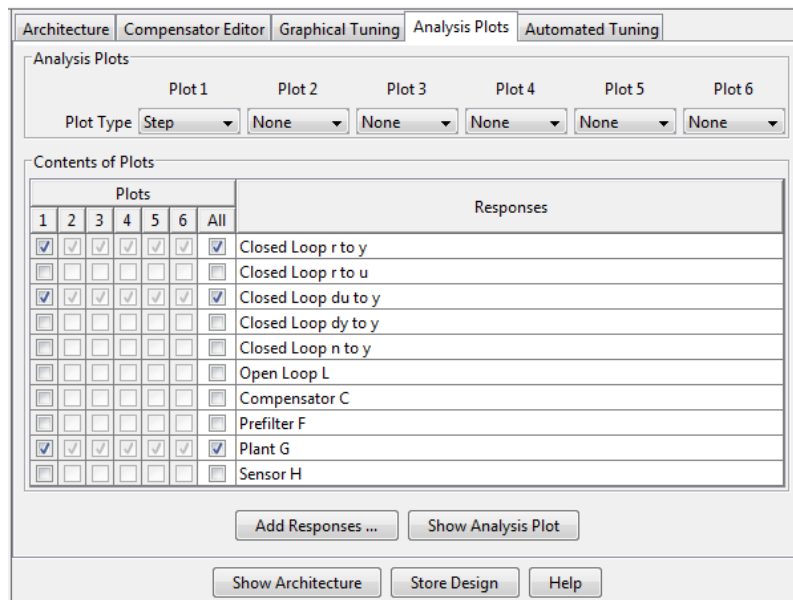 Architecture Compensator Editor Graphical Tuning Analysis Plots Automated Tuning
Analysis Plots
Plot 1 Plot 2 Plot 3 Plot 4 Plot 5 Plot 6
Plot Type Step None None None None None
Contents of Plots
Plots Responses
1 2 3 4 5 6 All
Closed Loop r to y
Closed Loop r to u
Closed Loop du to y
Closed Loop dy to y
Closed Loop n to y
Open Loop L
Compensator C
Prefilter F
Plant G
Sensor H
Add Responses ... Show Analysis Plot
Show Architecture Store Design Help